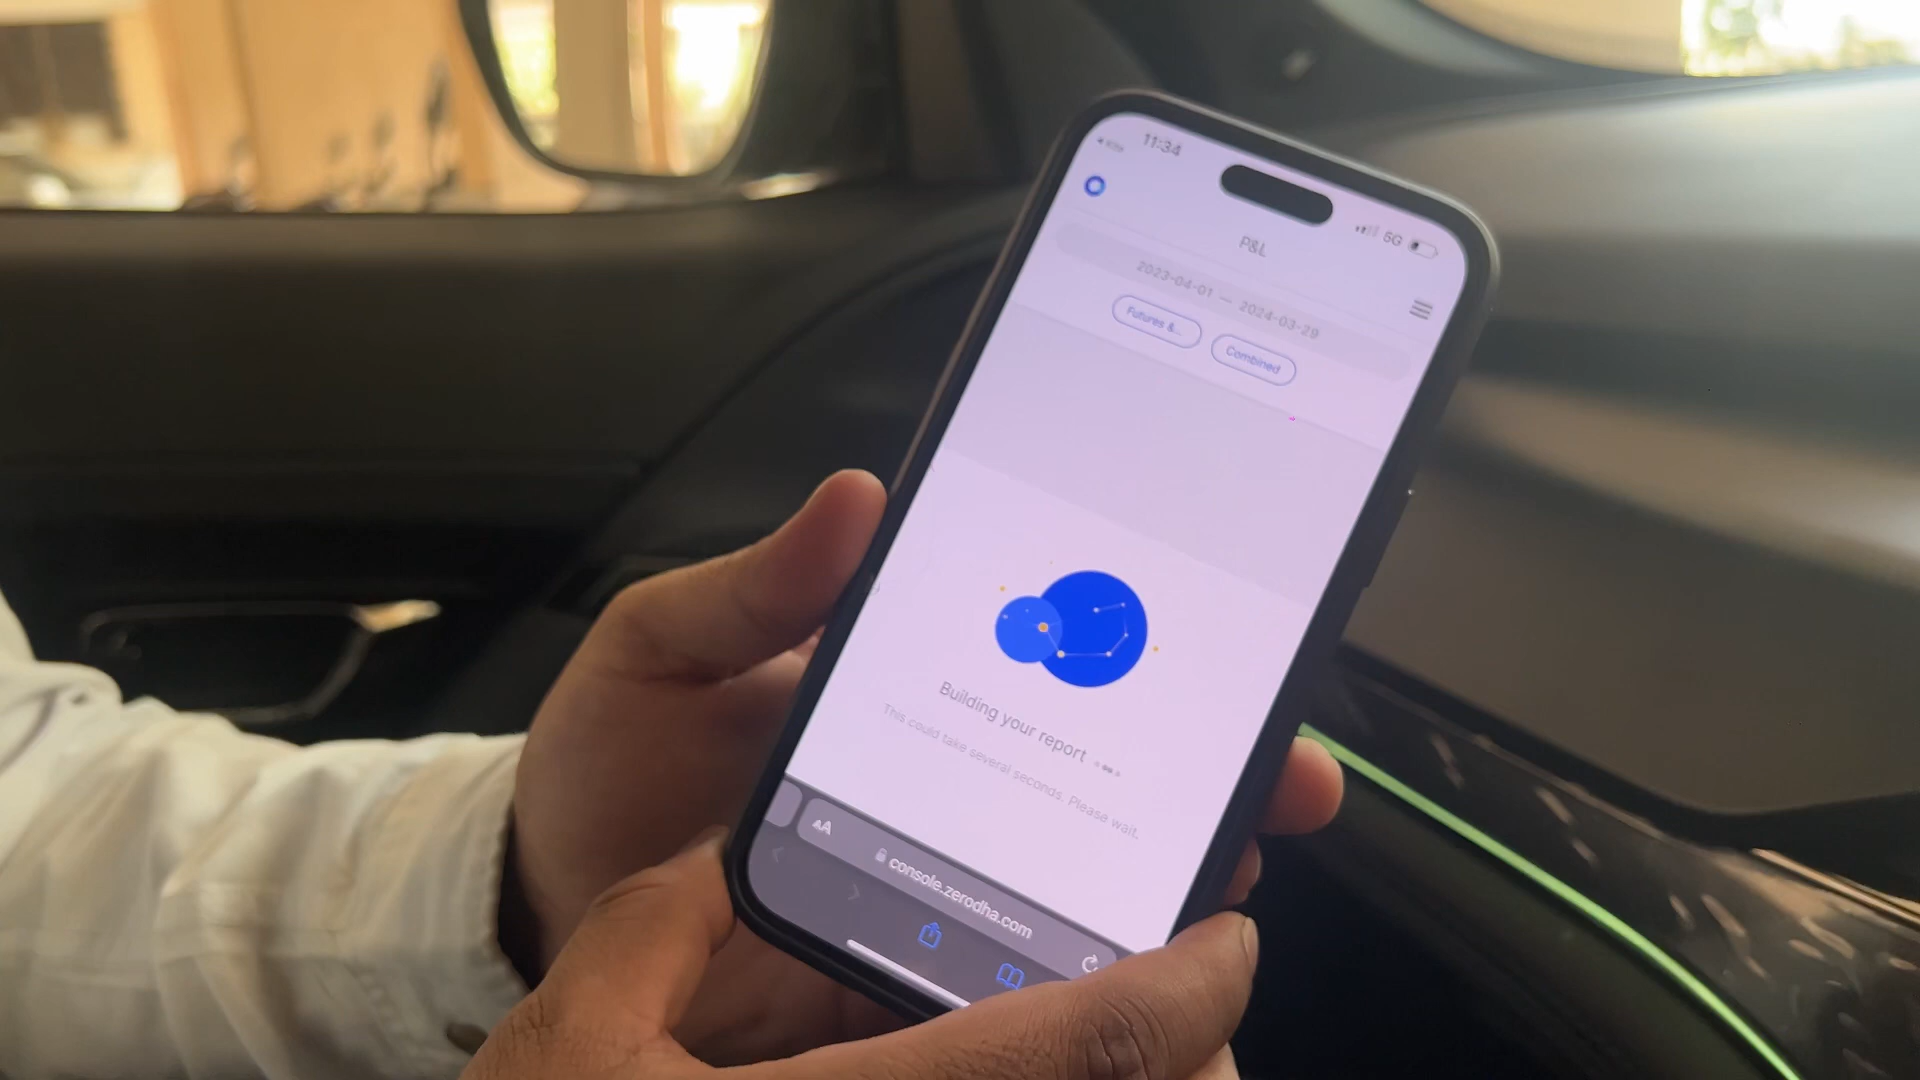 11:34
5G
P&L
2023-04-01 — 2024-03-29
Futures &...
Combined
Building your report
This could take several seconds. Please wait.
AA
console.zerodha.com